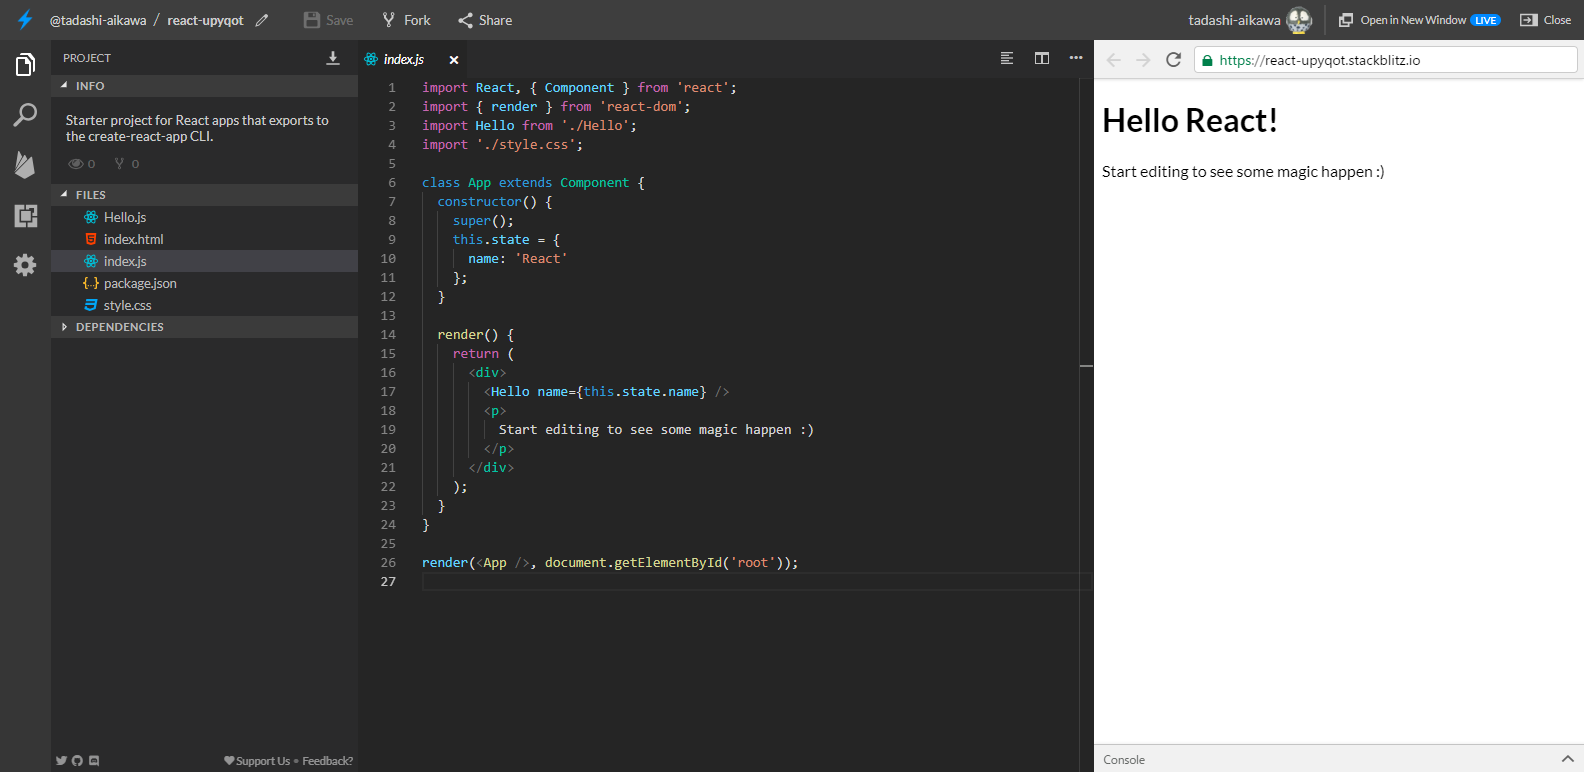 @tadashi-aikawa / react-upyqot Save Fork Share tadashi-aikawa Open in New Window LIVE Close
PROJECT
INFO
Starter project for React apps that exports to
the create-react-app CLI.
0 0
FILES
Hello.js
index.html
index.js
package.json
style.css
DEPENDENCIES
Support Us • Feedback?
index.js
1 import React, { Component } from 'react';
2 import { render } from 'react-dom';
3 import Hello from './Hello';
4 import './style.css';
5
6 class App extends Component {
7 constructor() {
8 super();
9 this.state = {
10 name: 'React'
11 };
12 }
13
14 render() {
15 return (
16 <div>
17 <Hello name={this.state.name} />
18 <p>
19 Start editing to see some magic happen :)
20 </p>
21 </div>
22 );
23 }
24 }
25
26 render(<App />, document.getElementById('root'));
27
https://react-upyqot.stackblitz.io
Hello React!
Start editing to see some magic happen :)
Console